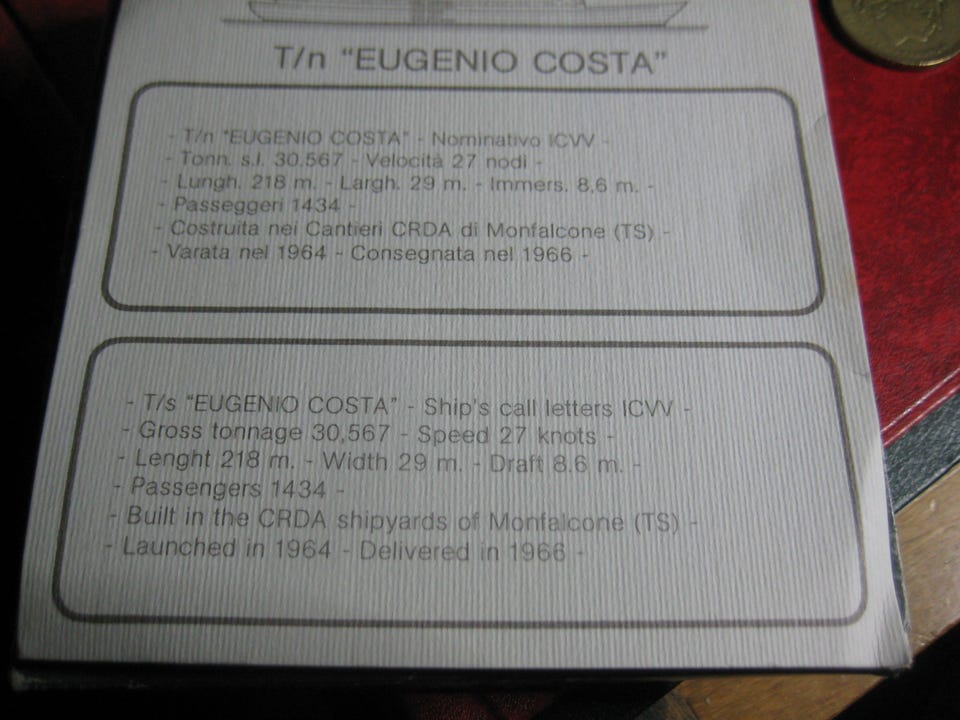 T/n “EUGENIO COSTA”
- T/n “EUGENIO COSTA” - Nominativo ICVV -
- Tonn. s.l. 30.567 - Velocità 27 nodi -
- Lungh. 218 m. - Largh. 29 m. - Immers. 8,6 m. -
- Passeggeri 1434 -
- Costruita nei Cantieri CRDA di Monfalcone (TS) -
- Varata nel 1964 - Consegnata nel 1966 -
- T/s “EUGENIO COSTA” - Ship's call letters ICVV -
- Gross tonnage 30,567 - Speed 27 knots -
- Lenght 218 m. - Width 29 m. - Draft 8.6 m. -
- Passengers 1434 -
- Built in the CRDA shipyards of Monfalcone (TS) -
- Launched in 1964 - Delivered in 1966 -